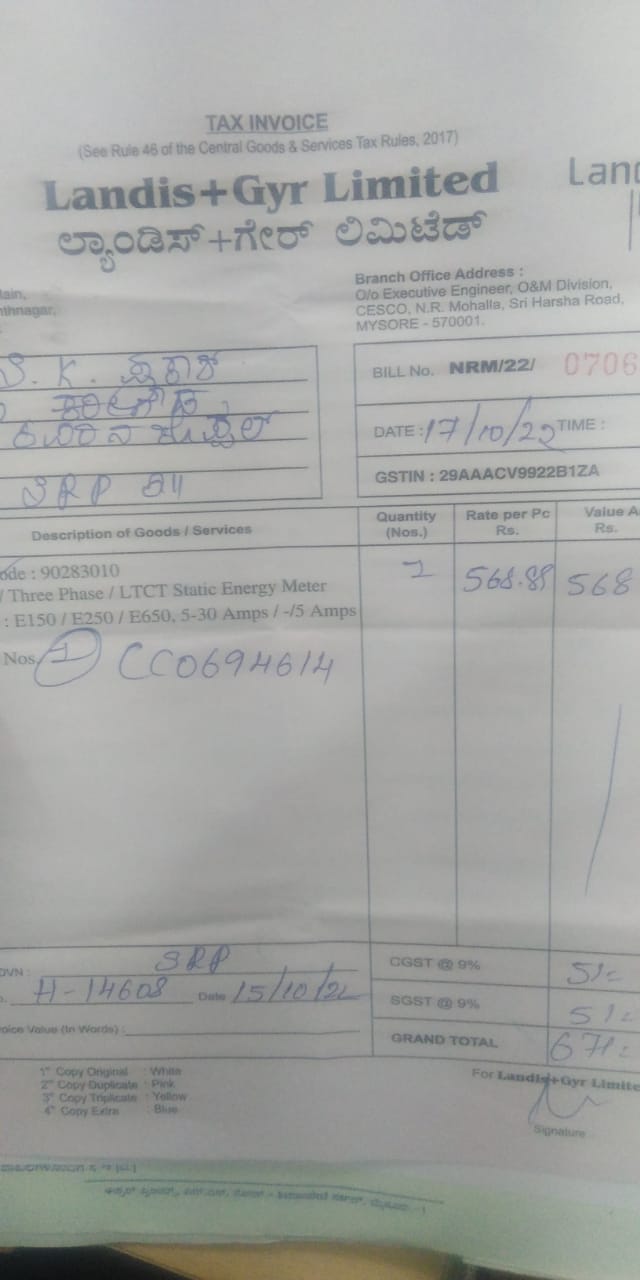 TAX INVOICE
(See Rule 46 of the Central Goods & Services Tax Rules, 2017)
Landis+Gyr Limited
ಲ್ಯಾಂಡಿಸ್+ಗೇರ್ ಲಿಮಿಟೆಡ್
Branch Office Address :
O/o Executive Engineer, O&M Division,
CESCO, N.R. Mohalla, Sri Harsha Road,
MYSORE - 570001.
S. K.
SRP
BILL No. NRM/22/ 0706
DATE : 17/10/22 TIME :
GSTIN : 29AAACV9922B1ZA
Description of Goods / Services Quantity (Nos.) Rate per Pc Rs. Value Rs.
: 90283010
/ Three Phase / LTCT Static Energy Meter 1 568.88 568
: E150 / E250 / E650, 5-30 Amps / -/5 Amps
Nos. 1 CC0694614
SRP
H-14608 Date 15/10/22
Value (In Words) :
CGST @ 9% 51=
SGST @ 9% 51=
GRAND TOTAL 671=
1st Copy Original : White
2nd Copy Duplicate : Pink
3rd Copy Triplicate : Yellow
4th Copy Extra : Blue
For Landis+Gyr
Signature